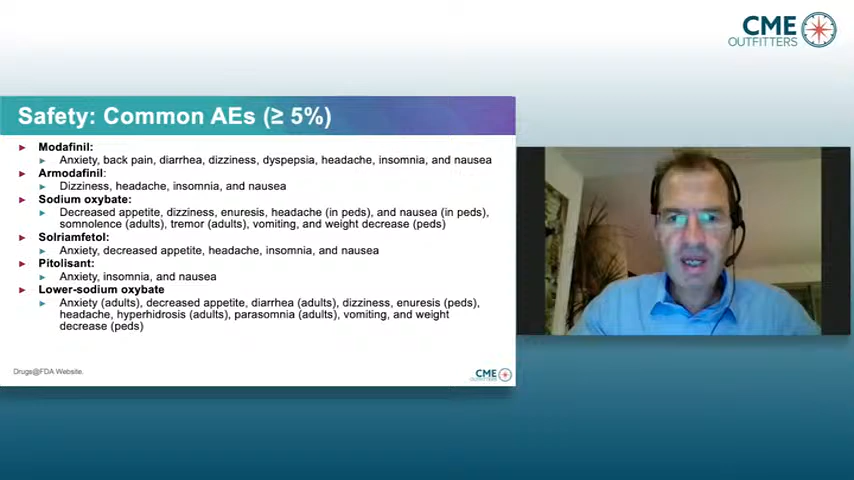 CME
OUTFITTERS
Safety: Common AEs (≥ 5%)
Modafinil:
Anxiety, back pain, diarrhea, dizziness, dyspepsia, headache, insomnia, and nausea
Armodafinil:
Dizziness, headache, insomnia, and nausea
Sodium oxybate:
Decreased appetite, dizziness, enuresis, headache (in peds), and nausea (in peds),
somnolence (adults), tremor (adults), vomiting, and weight decrease (peds)
Solriamfetol:
Anxiety, decreased appetite, headache, insomnia, and nausea
Pitolisant:
Anxiety, insomnia, and nausea
Lower-sodium oxybate
Anxiety (adults), decreased appetite, diarrhea (adults), dizziness, enuresis (peds),
headache, hyperhidrosis (adults), parasomnia (adults), vomiting, and weight
decrease (peds)
Drugs@FDA Website.
CME
OUTFITTERS